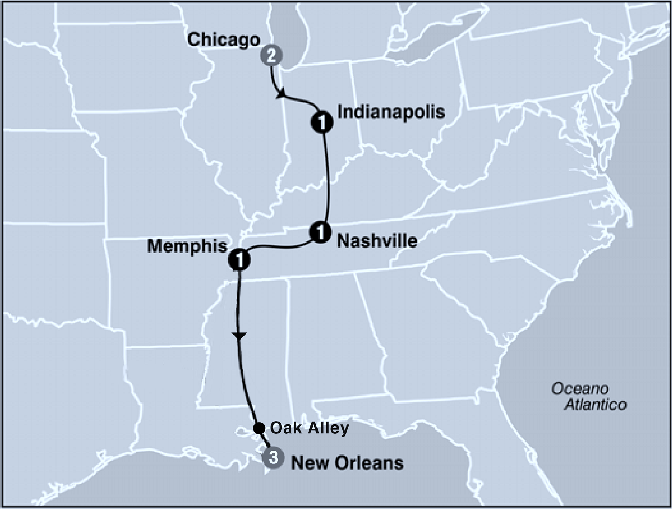 Chicago
2
Indianapolis
1
1
Nashville
Memphis
1
Oceano
Atlantico
Oak Alley
3
New Orleans